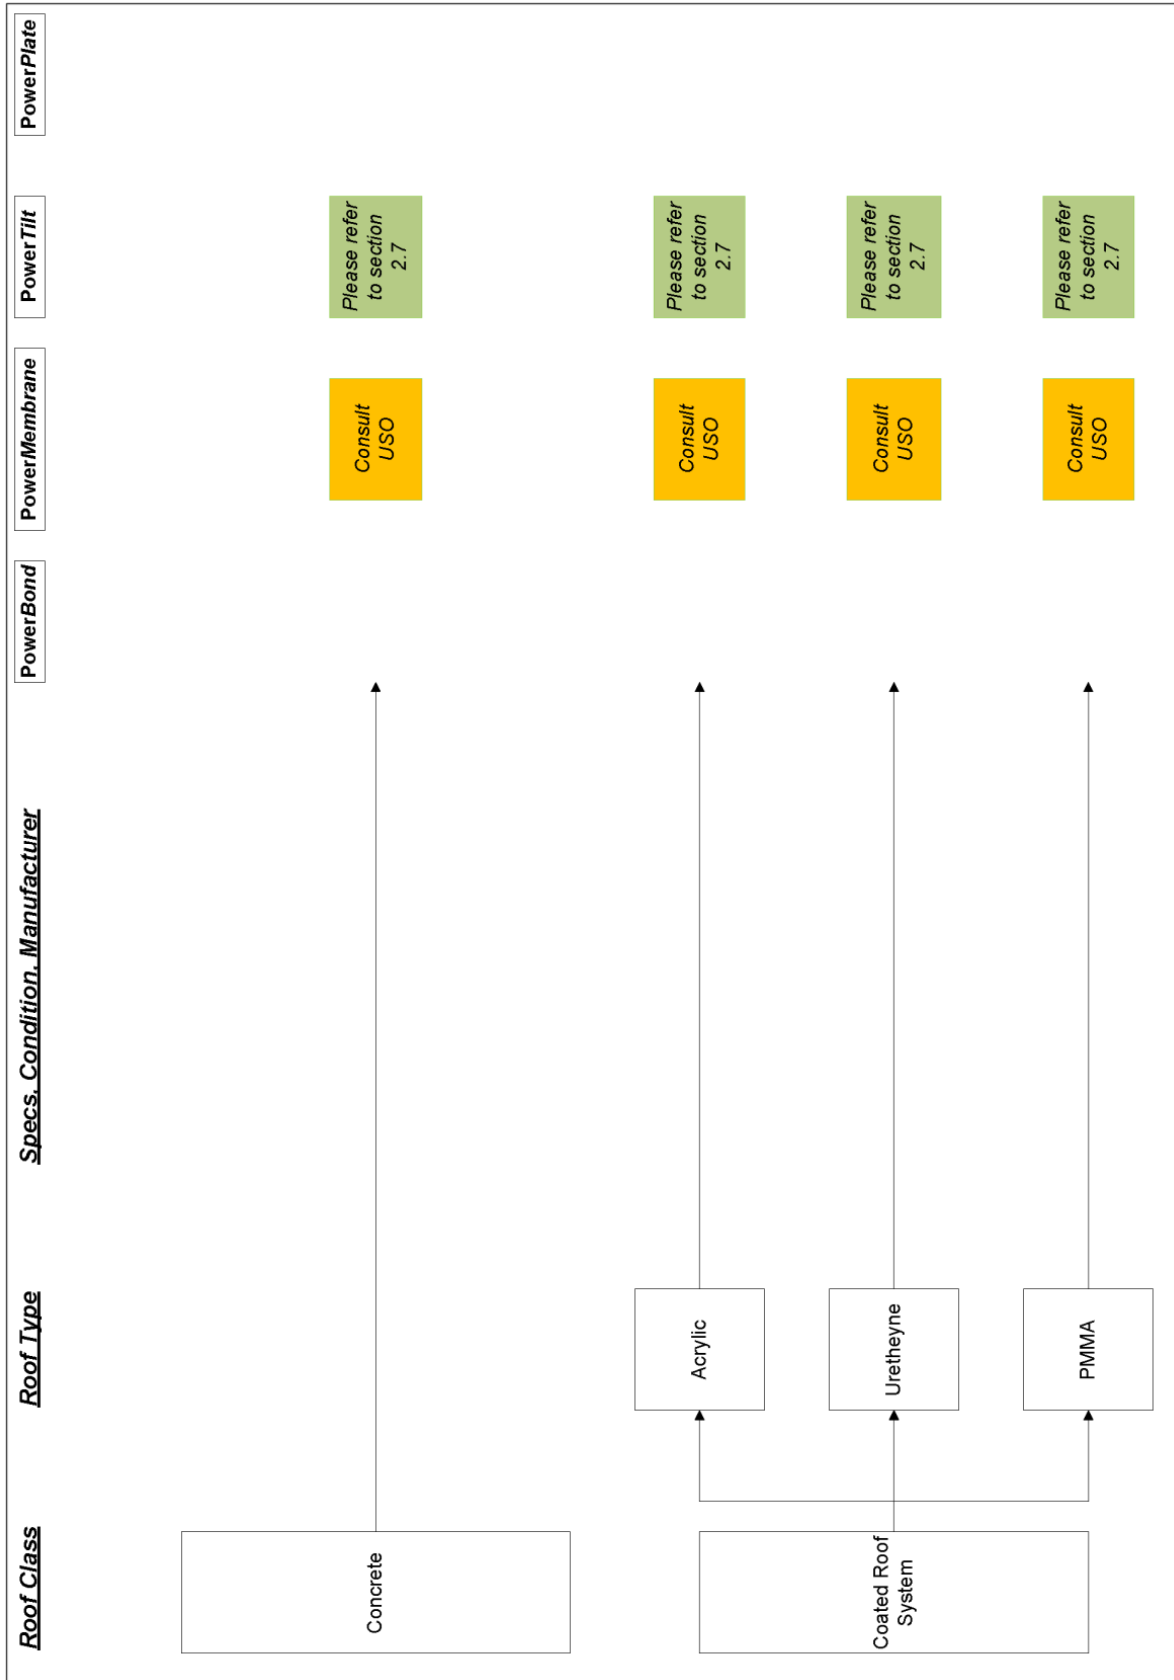 Roof Class
Roof Type
Specs, Condition, Manufacturer
PowerBond
PowerMembrane
PowerTilt
PowerPlate
Concrete
Consult
USO
Please refer
to section
2.7
Coated Roof
System
Acrylic
Consult
USO
Please refer
to section
2.7
Uretheyne
Consult
USO
Please refer
to section
2.7
PMMA
Consult
USO
Please refer
to section
2.7